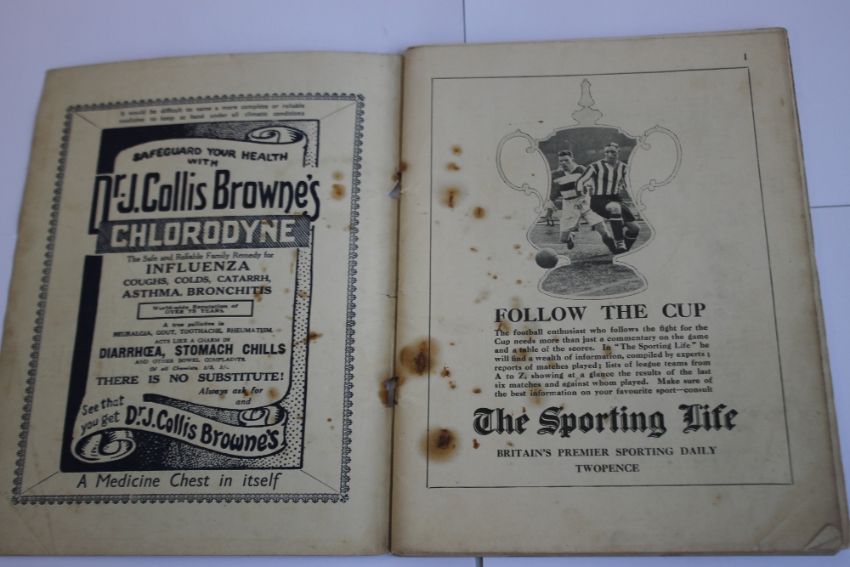 It would be difficult to name a more complete or reliable
medicine to keep at hand under all climatic conditions
SAFEGUARD YOUR HEALTH
WITH
Dr. J. Collis Browne's
CHLORODYNE
The Safe and Reliable Family Remedy for
INFLUENZA
COUGHS, COLDS, CATARRH,
ASTHMA, BRONCHITIS
World-wide Reputation of
OVER 75 YEARS.
A true palliative in
NEURALGIA, GOUT, TOOTHACHE, RHEUMATISM.
ACTS LIKE A CHARM IN
DIARRHŒA, STOMACH CHILLS
AND OTHER BOWEL COMPLAINTS
Of all Chemists, 1/3, 3/-.
THERE IS NO SUBSTITUTE!
Always ask for
and
See that
you get Dr. J. Collis Browne's
A Medicine Chest in itself
1
FOLLOW THE CUP
The football enthusiast who follows the fight for the
Cup needs more than just a commentary on the game
and a table of the scores. In "The Sporting Life" he
will find a wealth of information, compiled by experts;
reports of matches played; lists of league teams from
A to Z, showing at a glance the results of the last
six matches and against whom played. Make sure of
the best information on your favourite sport—consult
The Sporting Life
BRITAIN'S PREMIER SPORTING DAILY
TWOPENCE